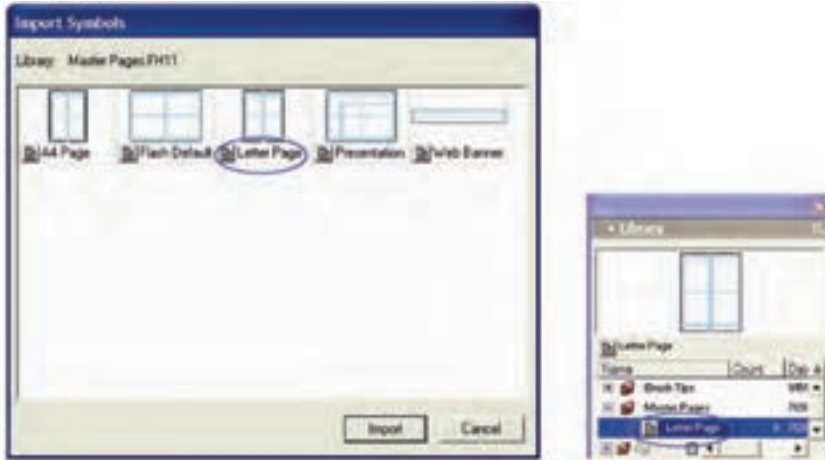 Import Symbols
Library: Master Pages.FH11
A4 Page Flash Default Letter Page Presentation Web Banner
Import Cancel
Library
Letter Page
Name Count
Brush Tips
Master Pages
Letter Page